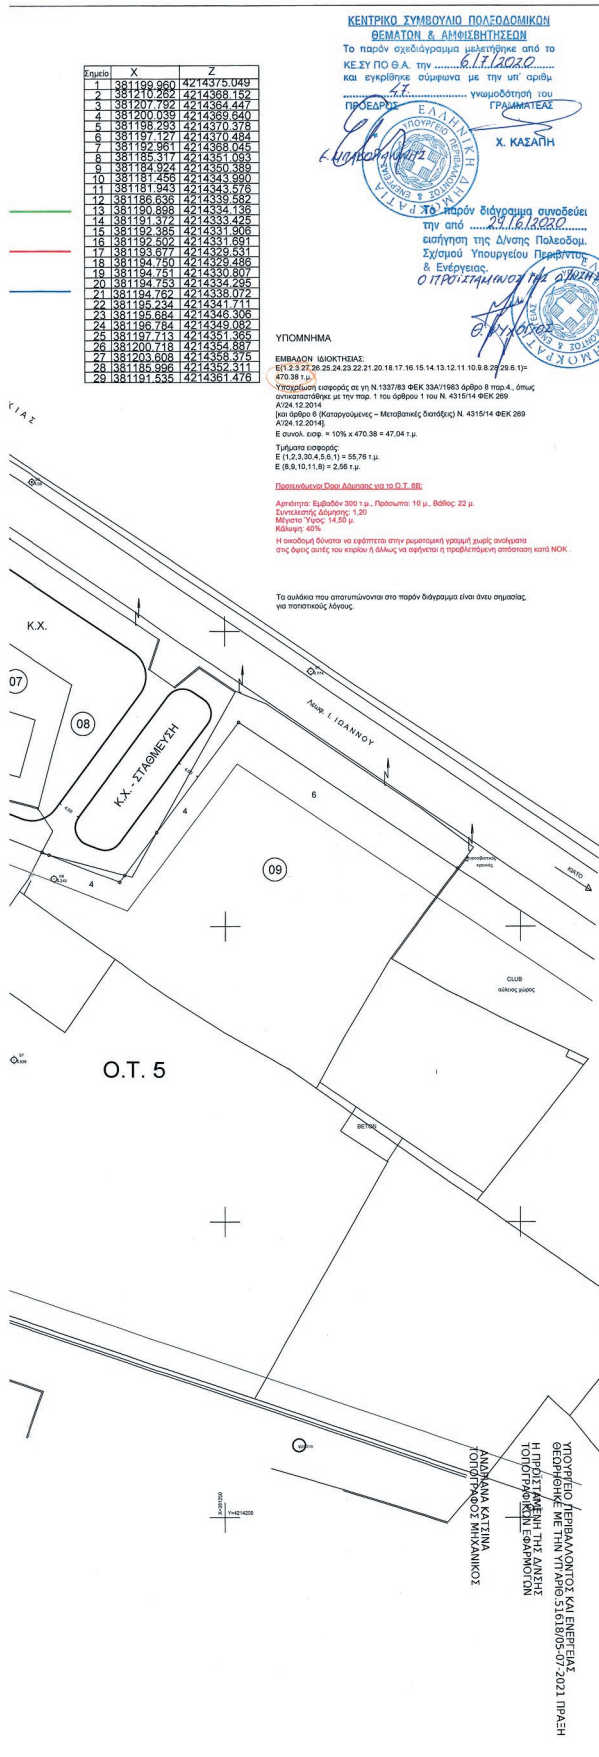 ΚΕΝΤΡΙΚΟ ΣΥΜΒΟΥΛΙΟ ΠΟΛΕΟΔΟΜΙΚΩΝ
ΘΕΜΑΤΩΝ & ΑΜΦΙΣΒΗΤΗΣΕΩΝ
Το παρόν σχεδιάγραμμα μελετήθηκε από το
ΚΕ.ΣΥ ΠΟ Θ.Α. την 6/7/2020
και εγκρίθηκε σύμφωνα με την υπ' αριθμ
47 γνωμοδότησή του
ΠΡΟΕΔΡΟΣ ΓΡΑΜΜΑΤΕΑΣ
Χ. ΚΑΣΑΠΗ
Το παρόν διάγραμμα συνοδεύει
την από 29/6/2020
εισήγηση της Δ/νσης Πολεοδομ.
Σχ/σμού Υπουργείου Περιβ/ντος
& Ενέργειας.
Σημείο X Z
1 381199.960 4214375.049
2 381210.262 4214368.152
3 381207.792 4214364.447
4 381200.039 4214369.640
5 381198.293 4214370.378
6 381197.127 4214370.484
7 381192.961 4214368.045
8 381185.317 4214351.093
9 381184.924 4214350.389
10 381181.456 4214343.990
11 381181.943 4214343.576
12 381186.636 4214339.582
13 381190.898 4214334.136
14 381191.372 4214333.425
15 381192.385 4214331.906
16 381192.502 4214331.691
17 381193.677 4214329.531
18 381194.750 4214329.486
19 381194.751 4214330.807
20 381194.753 4214334.295
21 381194.762 4214338.072
22 381195.234 4214341.711
23 381195.684 4214346.306
24 381196.784 4214349.082
25 381197.713 4214351.365
26 381200.718 4214354.887
27 381203.608 4214358.375
28 381185.996 4214352.311
29 381191.535 4214361.476
ΥΠΟΜΝΗΜΑ
ΕΜΒΑΔΟΝ ΙΔΙΟΚΤΗΣΙΑΣ:
Ε(1.2.3.27.26.25.24.23.22.21.20.18.17.16.15.14.13.12.11.10.9.8.28.29.6.1)=
470.38 τ.μ.
Υποχρέωση εισφοράς σε γη Ν.1337/83 ΦΕΚ 33Α'/1983 άρθρο 8 παρ.4., όπως
αντικαταστάθηκε με την παρ. 1 του άρθρου 1 του Ν. 4315/14 ΦΕΚ 269
Α'/24.12.2014
[και άρθρο 6 (Καταργούμενες – Μεταβατικές διατάξεις) Ν. 4315/14 ΦΕΚ 269
Α'/24.12.2014].
Ε συνολ. εισφ. = 10% x 470.38 = 47,04 τ.μ.
Τμήματα εισφοράς:
Ε (1,2,3,30,4,5,6,1) = 55,76 τ.μ.
Ε (8,9,10,11,8) = 2,56 τ.μ.
Προτεινόμενοι Όροι Δόμησης για το Ο.Τ. 6Β:
Αρτιότητα: Εμβαδόν 300 τ.μ., Πρόσωπο: 10 μ., Βάθος: 22 μ.
Συντελεστής Δόμησης: 1,20
Μέγιστο Ύψος: 14,50 μ.
Κάλυψη: 40%
Η οικοδομή δύναται να εφάπτεται στην ρυμοτομική γραμμή χωρίς ανοίγματα
στις όψεις αυτές του κτιρίου ή άλλως να αφήνεται η προβλεπόμενη απόσταση κατά ΝΟΚ .
Τα αυλάκια που αποτυπώνονται στο παρόν διάγραμμα είναι άνευ σημασίας,
για ποτιστικούς λόγους.
Κ.Χ.
07
08
Κ.Χ. - ΣΤΑΘΜΕΥΣΗ
Λεωφ. Ι. ΙΩΑΝΝΟΥ
6
4
4
09
ΚΙΑΤΟ
CLUB
αύλειος χώρος
Ο.Τ. 5
ΒΕΤΟΝ
Y=4214200
ΑΝΔΡΙΑΝΑ ΚΑΤΣΙΝΑ
ΤΟΠΟΓΡΑΦΟΣ ΜΗΧΑΝΙΚΟΣ
Η ΠΡΟΪΣΤΑΜΕΝΗ ΤΗΣ Δ/ΝΣΗΣ
ΤΟΠΟΓΡΑΦΙΚΩΝ ΕΦΑΡΜΟΓΩΝ
ΥΠΟΥΡΓΕΙΟ ΠΕΡΙΒΑΛΛΟΝΤΟΣ ΚΑΙ ΕΝΕΡΓΕΙΑΣ
ΘΕΩΡΗΘΗΚΕ ΜΕ ΤΗΝ ΥΠ'ΑΡΙΘ.51618/05-07-2021 ΠΡΑΞΗ